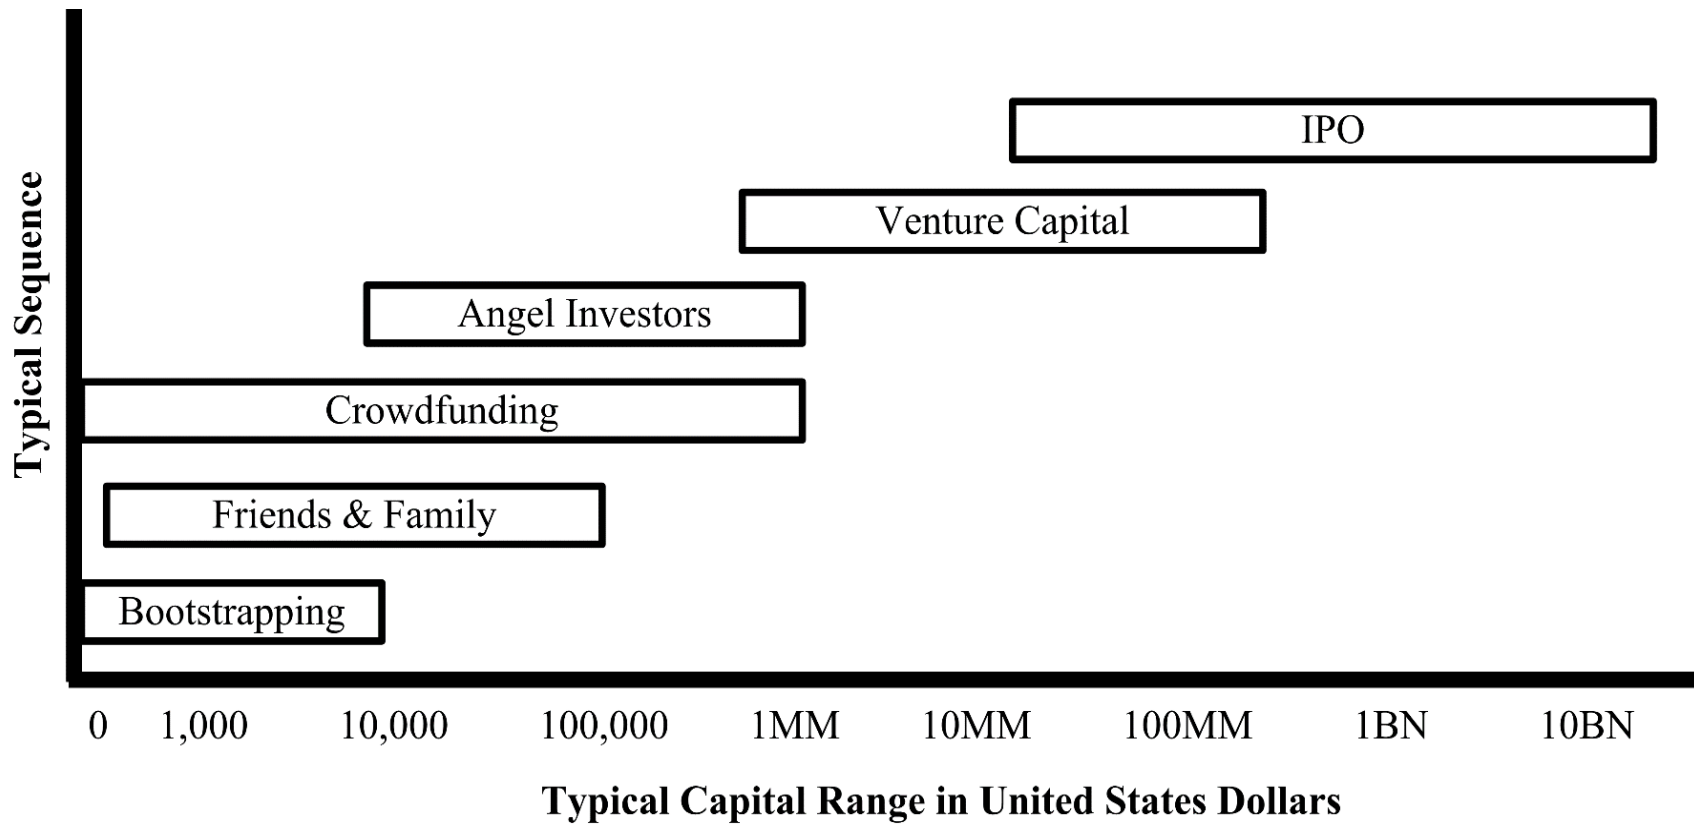 IPO
Venture Capital
Angel Investors
Crowdfunding
Friends & Family
Bootstrapping
Typical Sequence
0 1,000 10,000 100,000 1MM 10MM 100MM 1BN 10BN
Typical Capital Range in United States Dollars